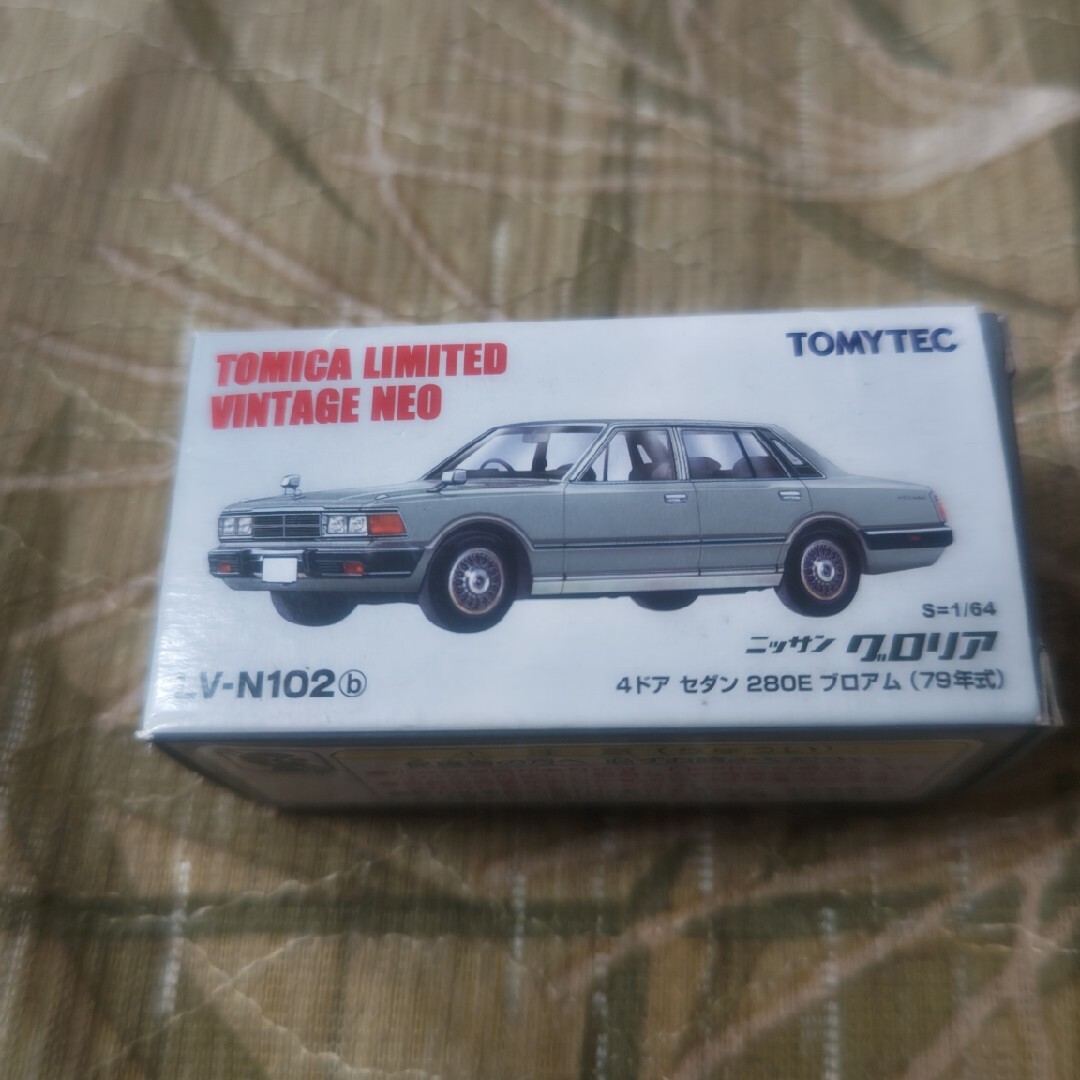 TOMICA LIMITED
VINTAGE NEO
TOMYTEC
S=1/64
ニッサン グロリア
LV-N102ⓑ
4ドア セダン 280E ブロアム (79年式)